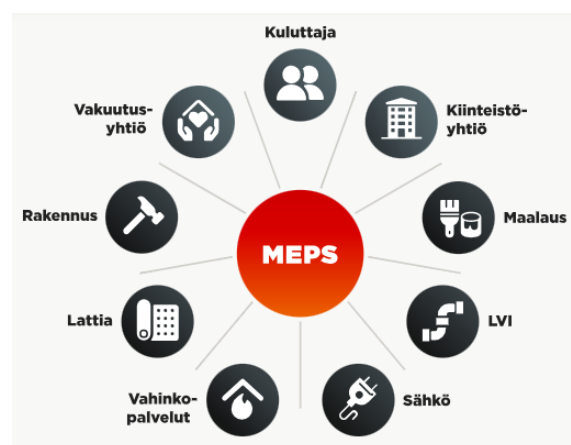 Kuluttaja
Vakuutus-
yhtiö
Kiinteistö-
yhtiö
Rakennus
Maalaus
MEPS
Lattia
LVI
Vahinko-
palvelut
Sähkö